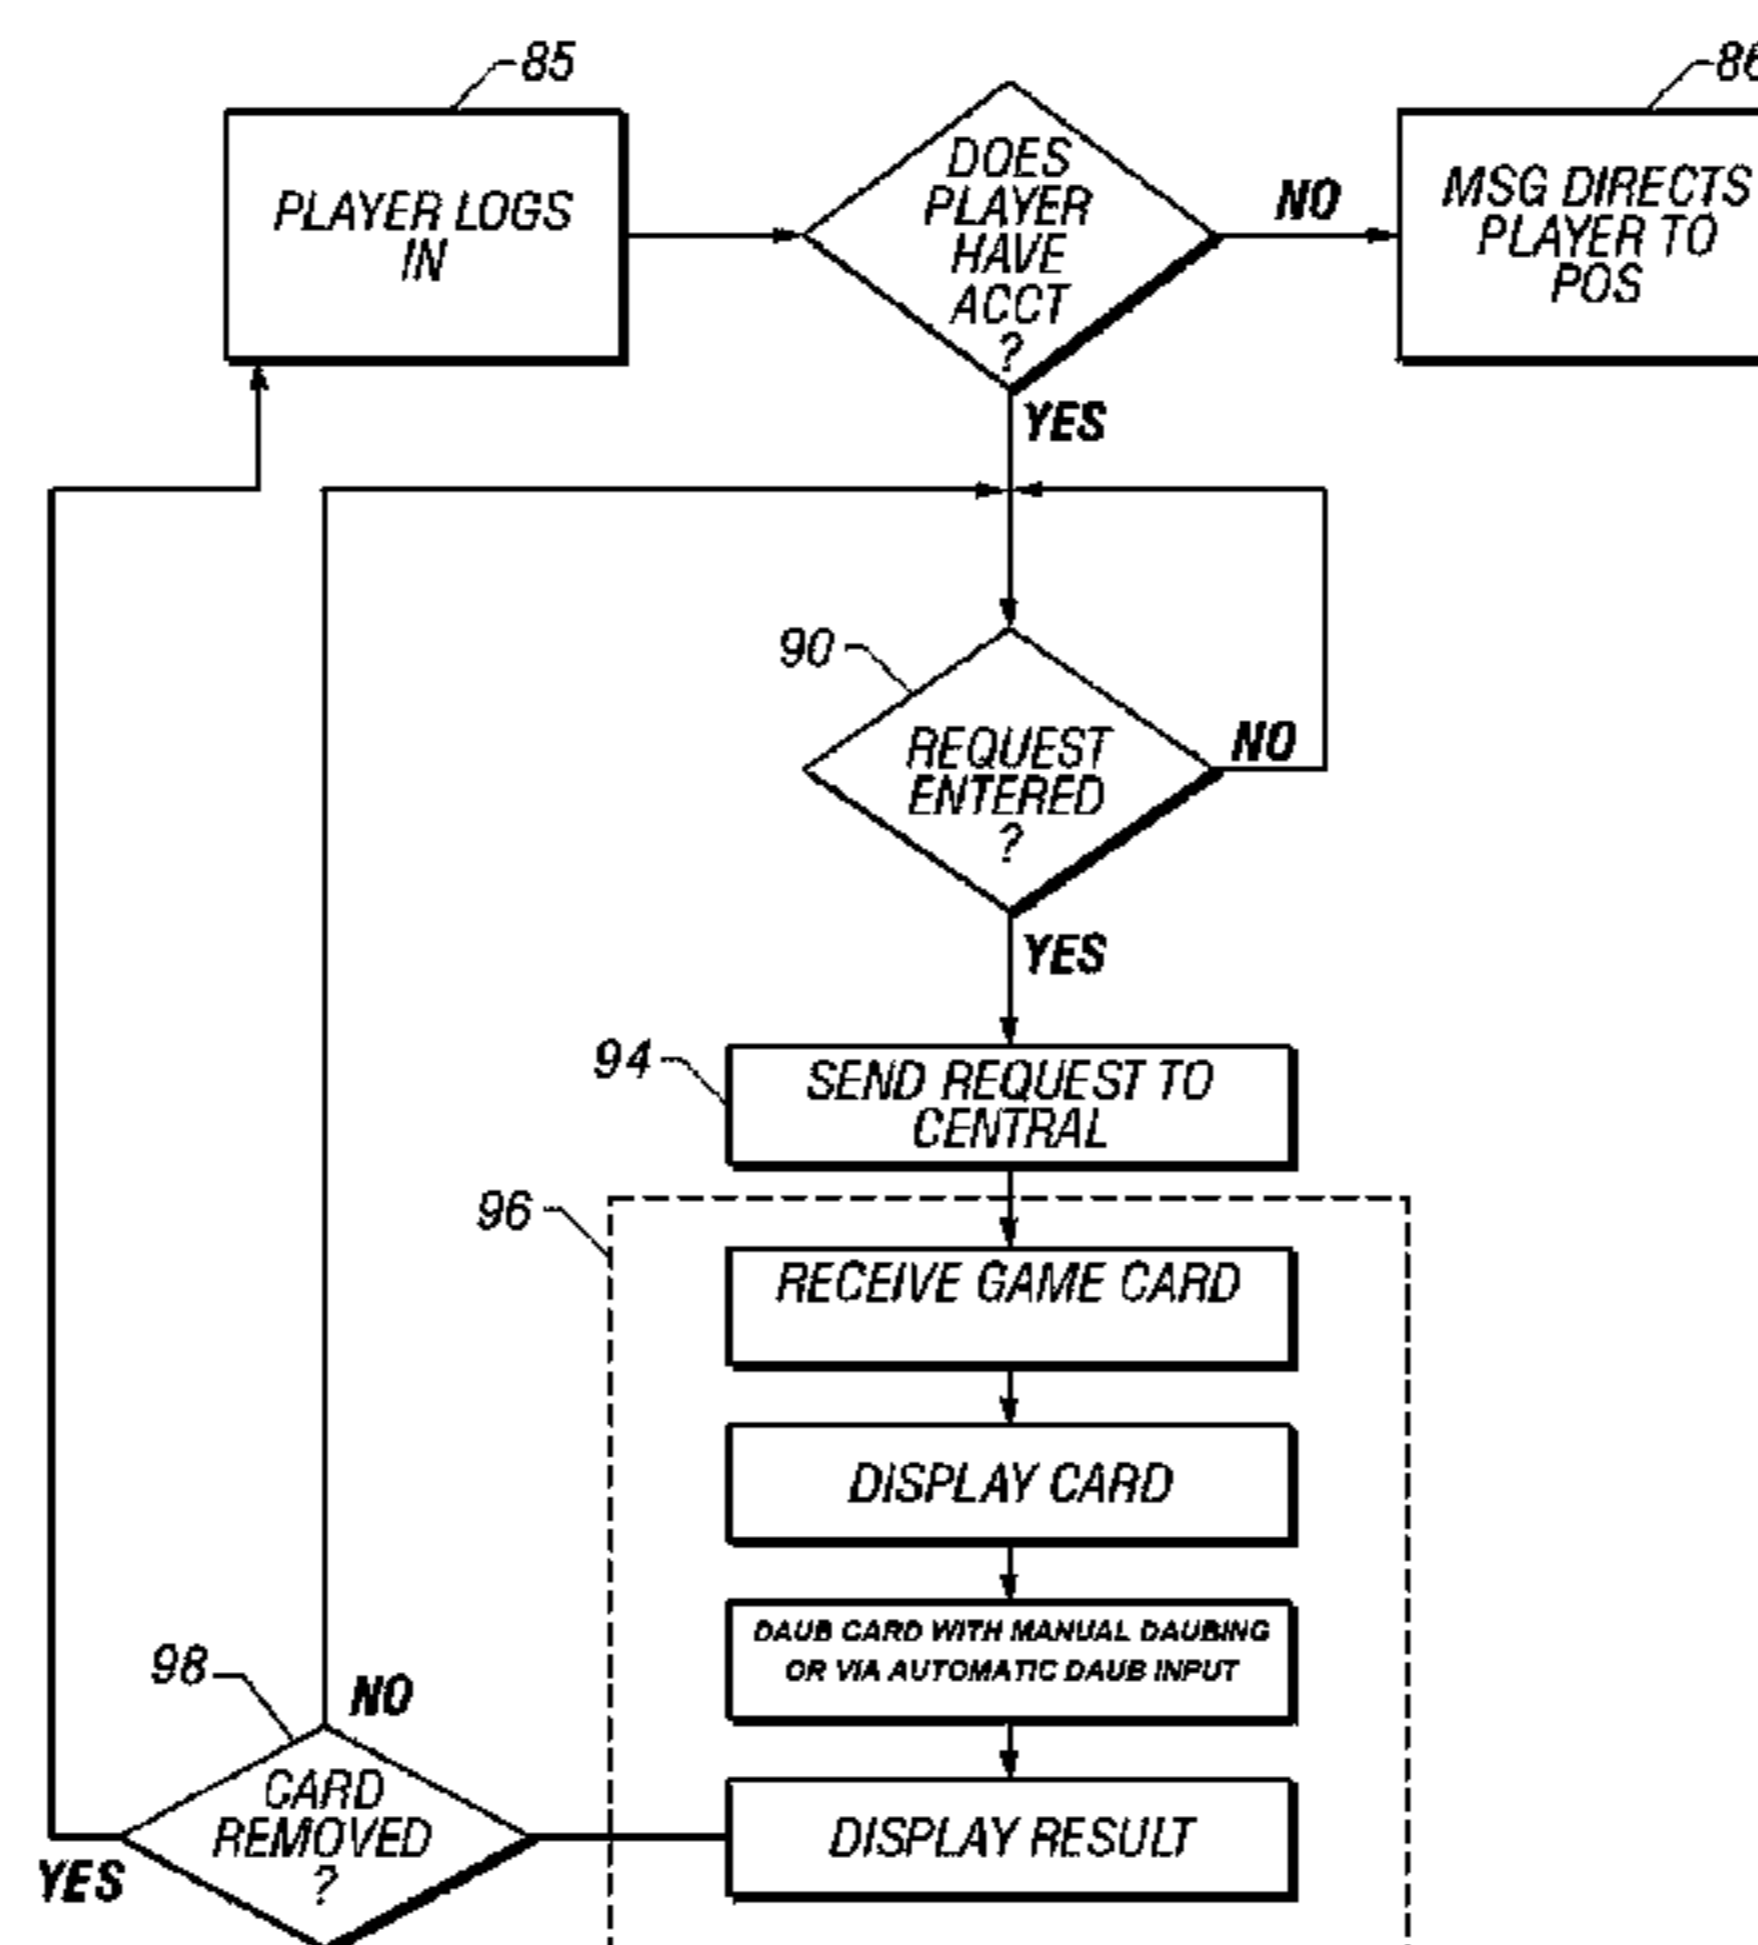 85
PLAYER LOGS
IN
DOES
PLAYER
HAVE
ACCT
?
NO
MSG DIRECTS
PLAYER TO
POS
YES
90
REQUEST
ENTERED
?
NO
YES
94
SEND REQUEST TO
CENTRAL
96
RECEIVE GAME CARD
DISPLAY CARD
DAUB CARD WITH MANUAL DAUBING
OR VIA AUTOMATIC DAUB INPUT
98
NO
CARD
REMOVED
?
YES
DISPLAY RESULT